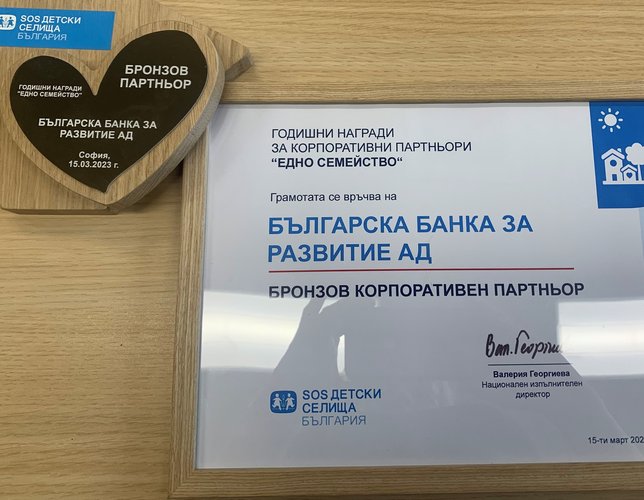 SOS ДЕТСКИ
СЕЛИЩА
БЪЛГАРИЯ
БРОНЗОВ
ПАРТНЬОР
ГОДИШНИ НАГРАДИ
"ЕДНО СЕМЕЙСТВО"
БЪЛГАРСКА БАНКА ЗА
РАЗВИТИЕ АД
София,
15.03.2023 г.
ГОДИШНИ НАГРАДИ
ЗА КОРПОРАТИВНИ ПАРТНЬОРИ
“ЕДНО СЕМЕЙСТВО“
Грамотата се връчва на
БЪЛГАРСКА БАНКА ЗА
РАЗВИТИЕ АД
БРОНЗОВ КОРПОРАТИВЕН ПАРТНЬОР
Валерия Георгиева
Национален изпълнителен
директор
SOS ДЕТСКИ
СЕЛИЩА
БЪЛГАРИЯ
15-ти март 202